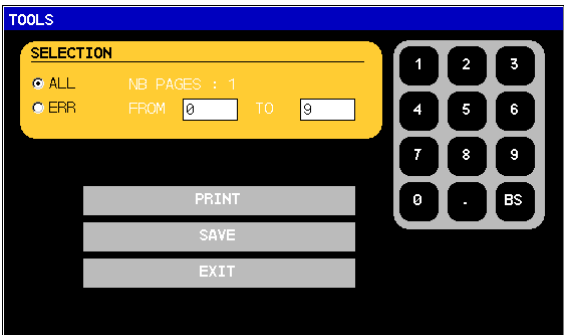 TOOLS
SELECTION
ALL NB PAGES : 1
ERR FROM 0 TO 9
1 2 3
4 5 6
7 8 9
0 . BS
PRINT
SAVE
EXIT